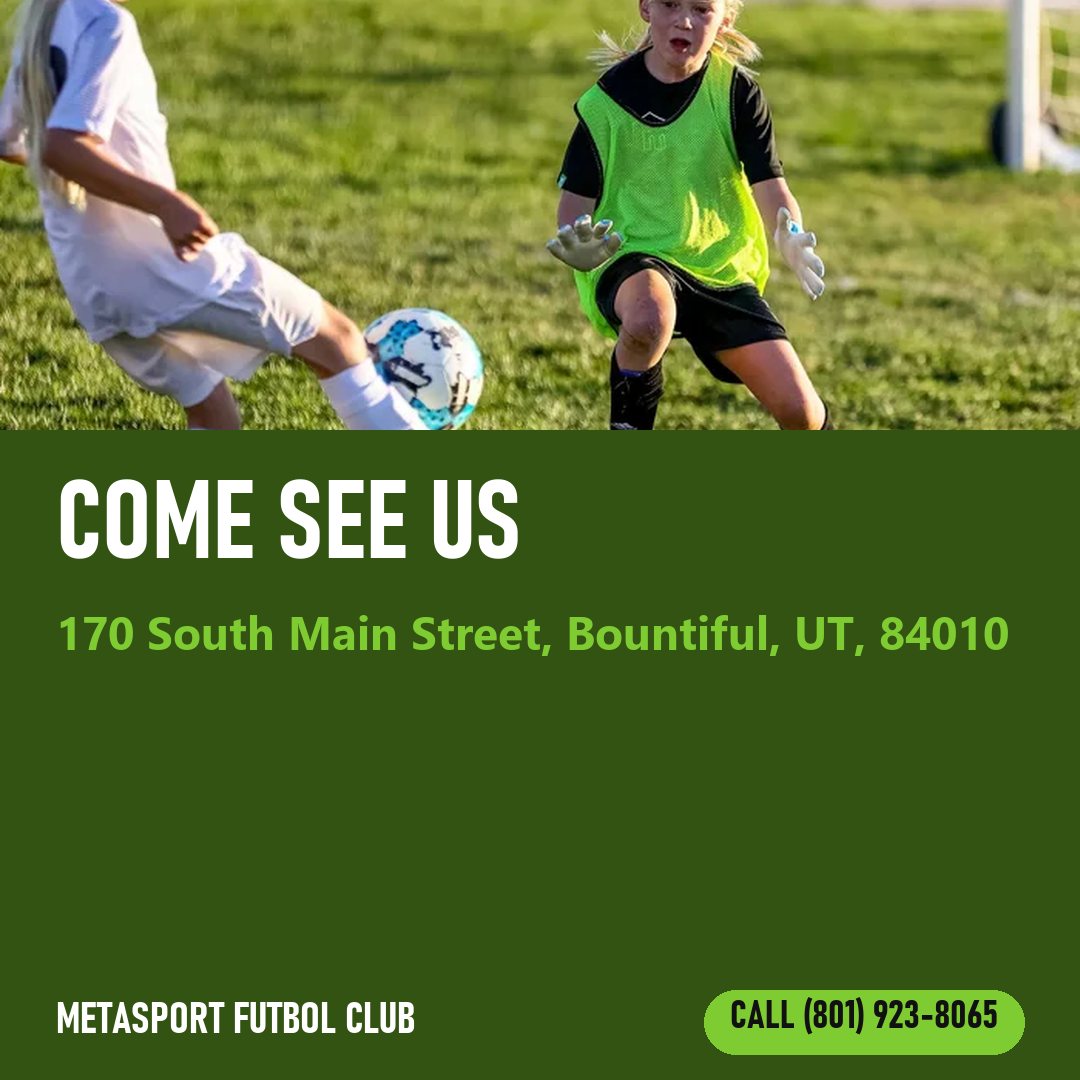 COME SEE US
170 South Main Street, Bountiful, UT, 84010
METASPORT FUTBOL CLUB
CALL (801) 923-8065